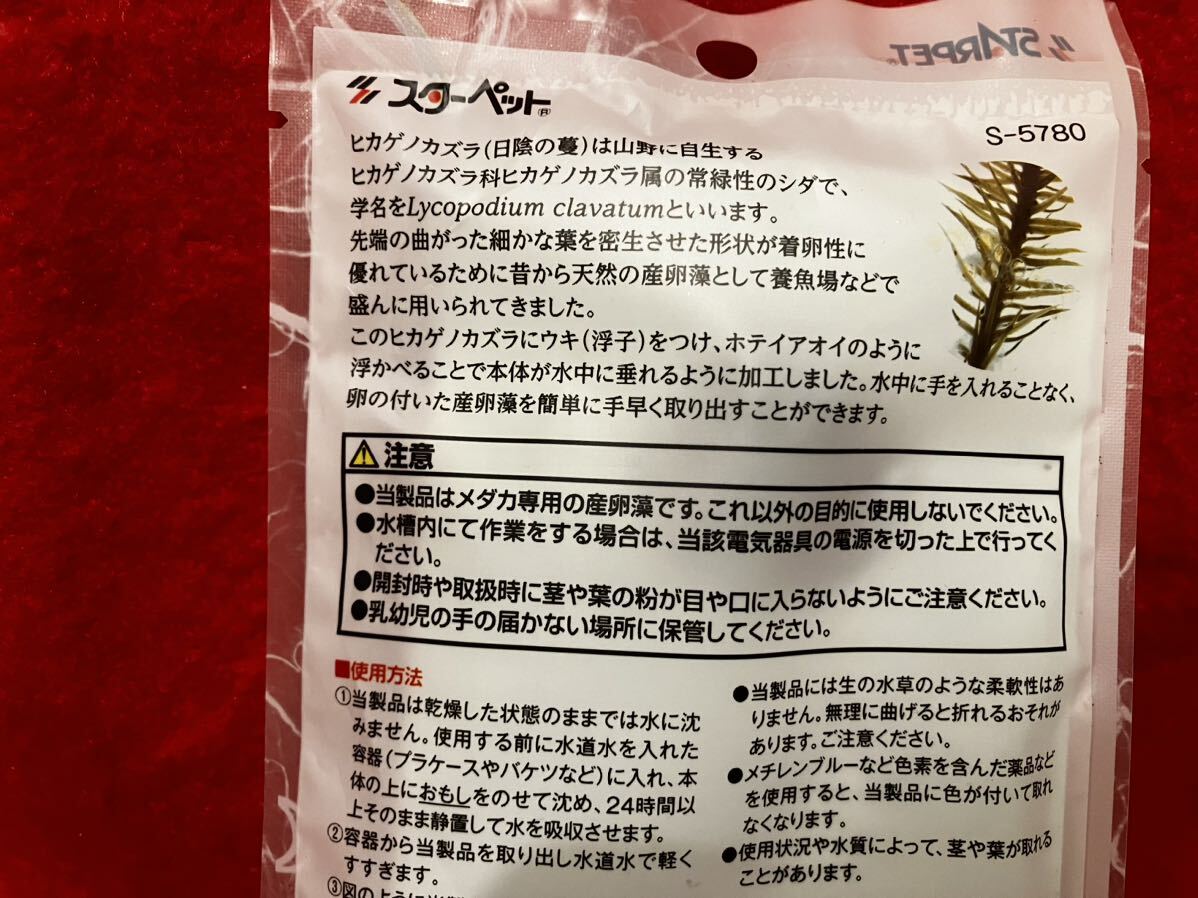 STARPET
スターペット®
S-5780
ヒカゲノカズラ(日陰の蔓)は山野に自生する
ヒカゲノカズラ科ヒカゲノカズラ属の常緑性のシダで、
学名をLycopodium clavatumといいます。
先端の曲がった細かな葉を密生させた形状が着卵性に
優れているために昔から天然の産卵藻として養魚場などで
盛んに用いられてきました。
このヒカゲノカズラにウキ(浮子)をつけ、ホテイアオイのように
浮かべることで本体が水中に垂れるように加工しました。水中に手を入れることなく、
卵の付いた産卵藻を簡単に手早く取り出すことができます。
注意
●当製品はメダカ専用の産卵藻です。これ以外の目的に使用しないでください。
●水槽内にて作業をする場合は、当該電気器具の電源を切った上で行ってく
ださい。
●開封時や取扱時に茎や葉の粉が目や口に入らないようにご注意ください。
●乳幼児の手の届かない場所に保管してください。
■使用方法
①当製品は乾燥した状態のままでは水に沈
みません。使用する前に水道水を入れた
容器(プラケースやバケツなど)に入れ、本
体の上におもしをのせて沈め、24時間以
上そのまま静置して水を吸収させます。
②容器から当製品を取り出し水道水で軽く
すすぎます。
③図のように
●当製品には生の水草のような柔軟性はあ
りません。無理に曲げると折れるおそれが
あります。ご注意ください。
●メチレンブルーなど色素を含んだ薬品など
を使用すると、当製品に色が付いて取れ
なくなります。
●使用状況や水質によって、茎や葉が取れる
ことがあります。